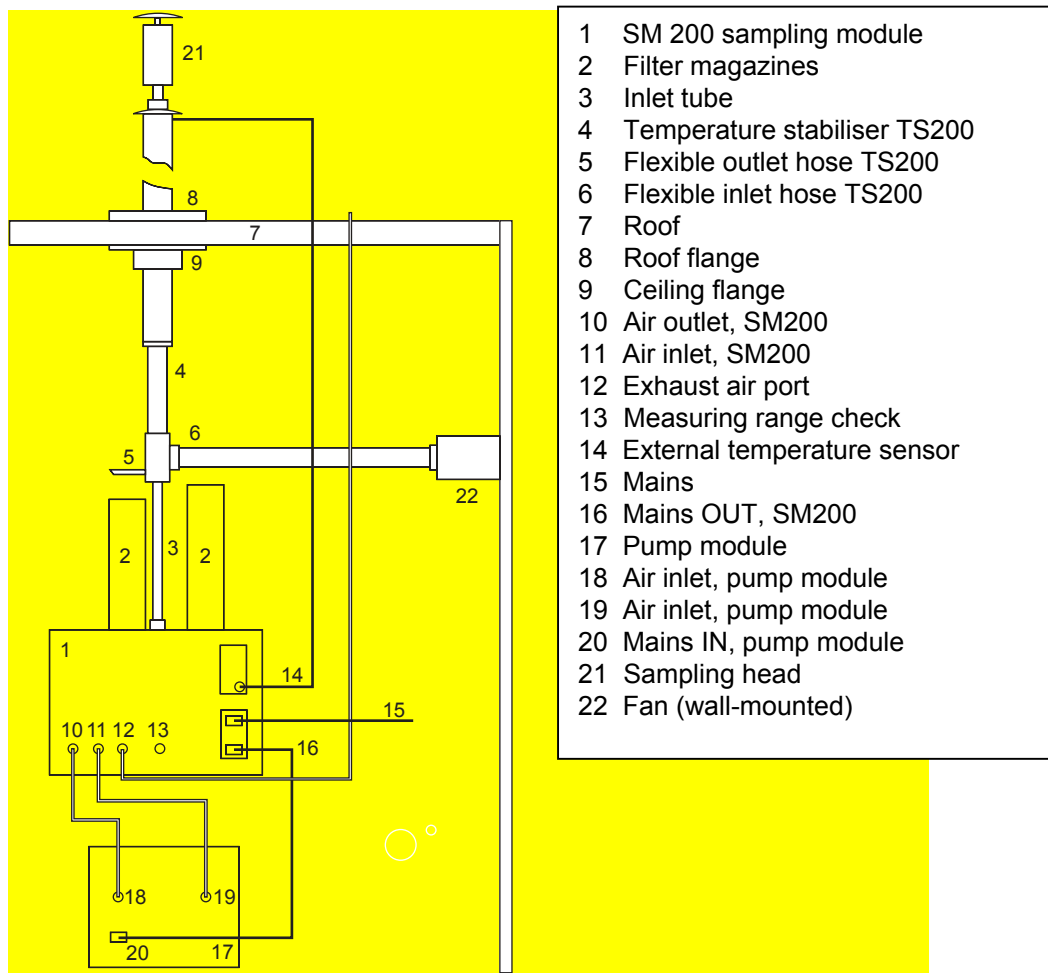 21
8
7
9
4
6
5
22
2
3
2
1
14
15
10 11 12 13
16
18
19
20
17
1 SM 200 sampling module
2 Filter magazines
3 Inlet tube
4 Temperature stabiliser TS200
5 Flexible outlet hose TS200
6 Flexible inlet hose TS200
7 Roof
8 Roof flange
9 Ceiling flange
10 Air outlet, SM200
11 Air inlet, SM200
12 Exhaust air port
13 Measuring range check
14 External temperature sensor
15 Mains
16 Mains OUT, SM200
17 Pump module
18 Air inlet, pump module
19 Air inlet, pump module
20 Mains IN, pump module
21 Sampling head
22 Fan (wall-mounted)